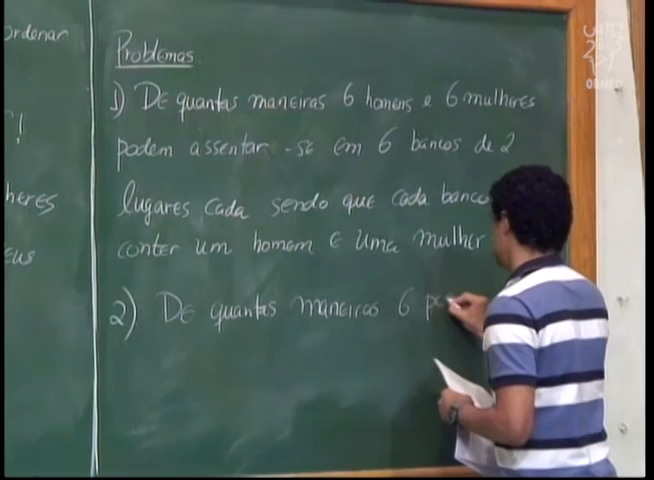 ordenar
!
heres
eus
Problemas.
1) De quantas maneiras 6 homens e 6 mulheres
podem assentar-se em 6 bancos de 2
lugares cada sendo que cada banco
conter um homem e uma mulher
2) De quantas maneiras 6